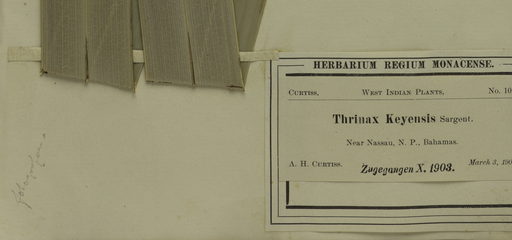 HERBARIUM REGIUM MONACENSE.
CURTISS, WEST INDIAN PLANTS, No. 10
Thrinax Keyensis Sargent.
Near Nassau, N. P., Bahamas.
A. H. CURTISS. March 3, 190
Zugegangen X. 1903.